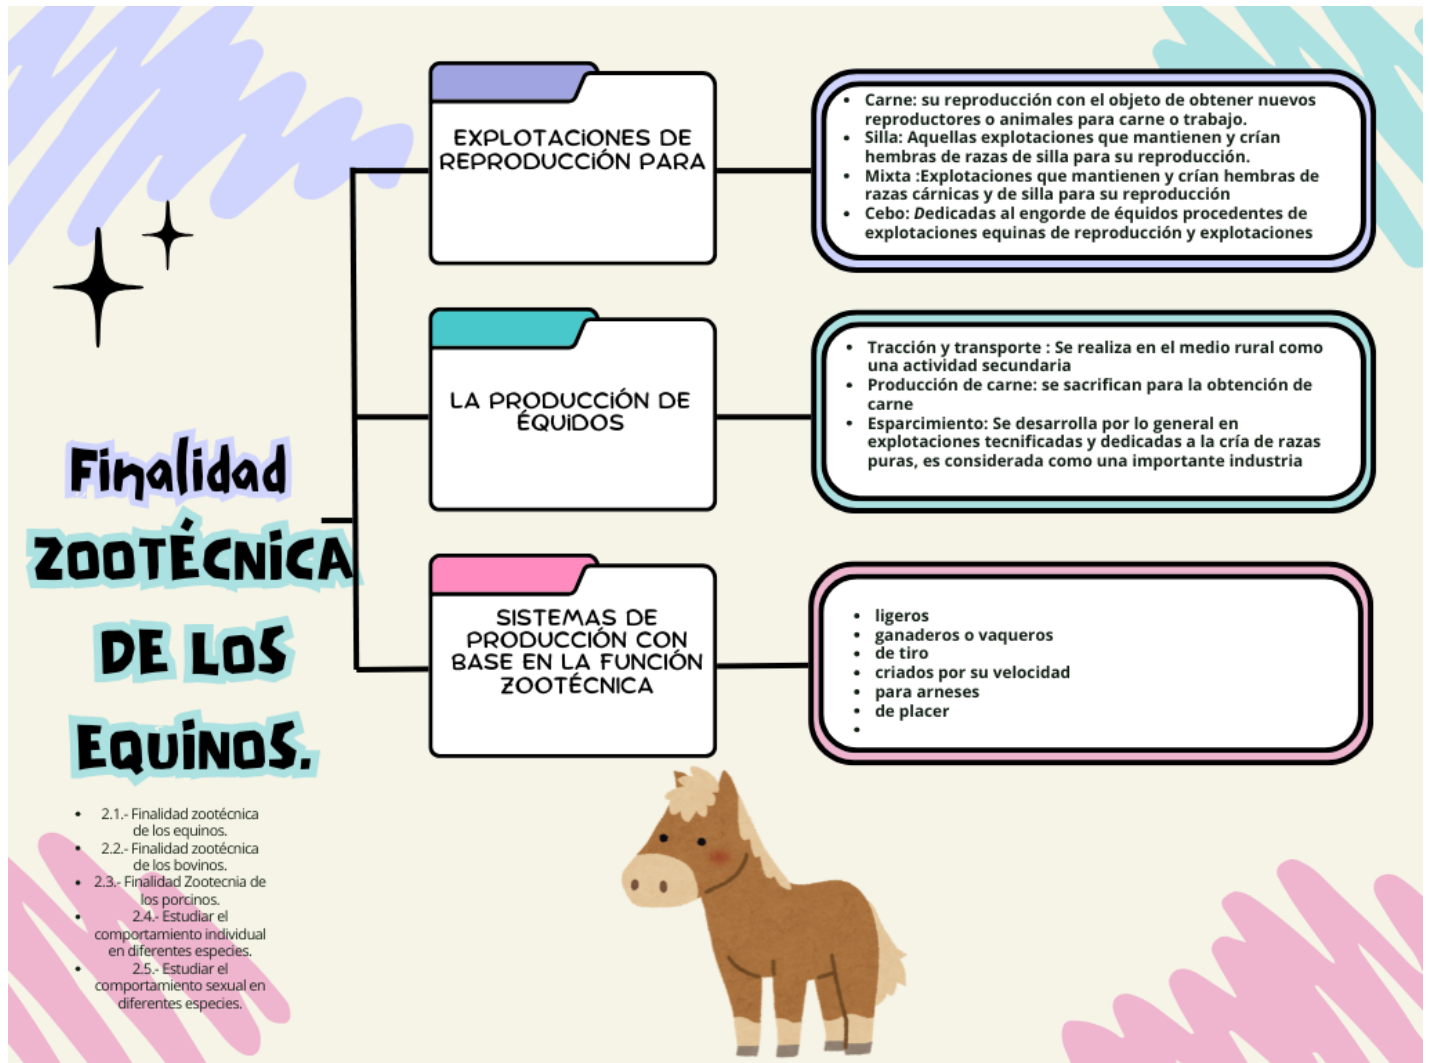 Finalidad
ZOOTÉCNICA
DE LOS
EQUINOS.
• 2.1.- Finalidad zootécnica
de los equinos.
• 2.2.- Finalidad zootécnica
de los bovinos.
• 2.3.- Finalidad Zootecnia de
los porcinos.
• 2.4.- Estudiar el
comportamiento individual
en diferentes especies.
• 2.5.- Estudiar el
comportamiento sexual en
diferentes especies.
EXPLOTACIONES DE
REPRODUCCIÓN PARA
• Carne: su reproducción con el objeto de obtener nuevos
reproductores o animales para carne o trabajo.
• Silla: Aquellas explotaciones que mantienen y crían
hembras de razas de silla para su reproducción.
• Mixta :Explotaciones que mantienen y crían hembras de
razas cárnicas y de silla para su reproducción
• Cebo: Dedicadas al engorde de équidos procedentes de
explotaciones equinas de reproducción y explotaciones
LA PRODUCCIÓN DE
ÉQUIDOS
• Tracción y transporte : Se realiza en el medio rural como
una actividad secundaria
• Producción de carne: se sacrifican para la obtención de
carne
• Esparcimiento: Se desarrolla por lo general en
explotaciones tecnificadas y dedicadas a la cría de razas
puras, es considerada como una importante industria
SISTEMAS DE
PRODUCCIÓN CON
BASE EN LA FUNCIÓN
ZOOTÉCNICA
• ligeros
• ganaderos o vaqueros
• de tiro
• criados por su velocidad
• para arneses
• de placer
•